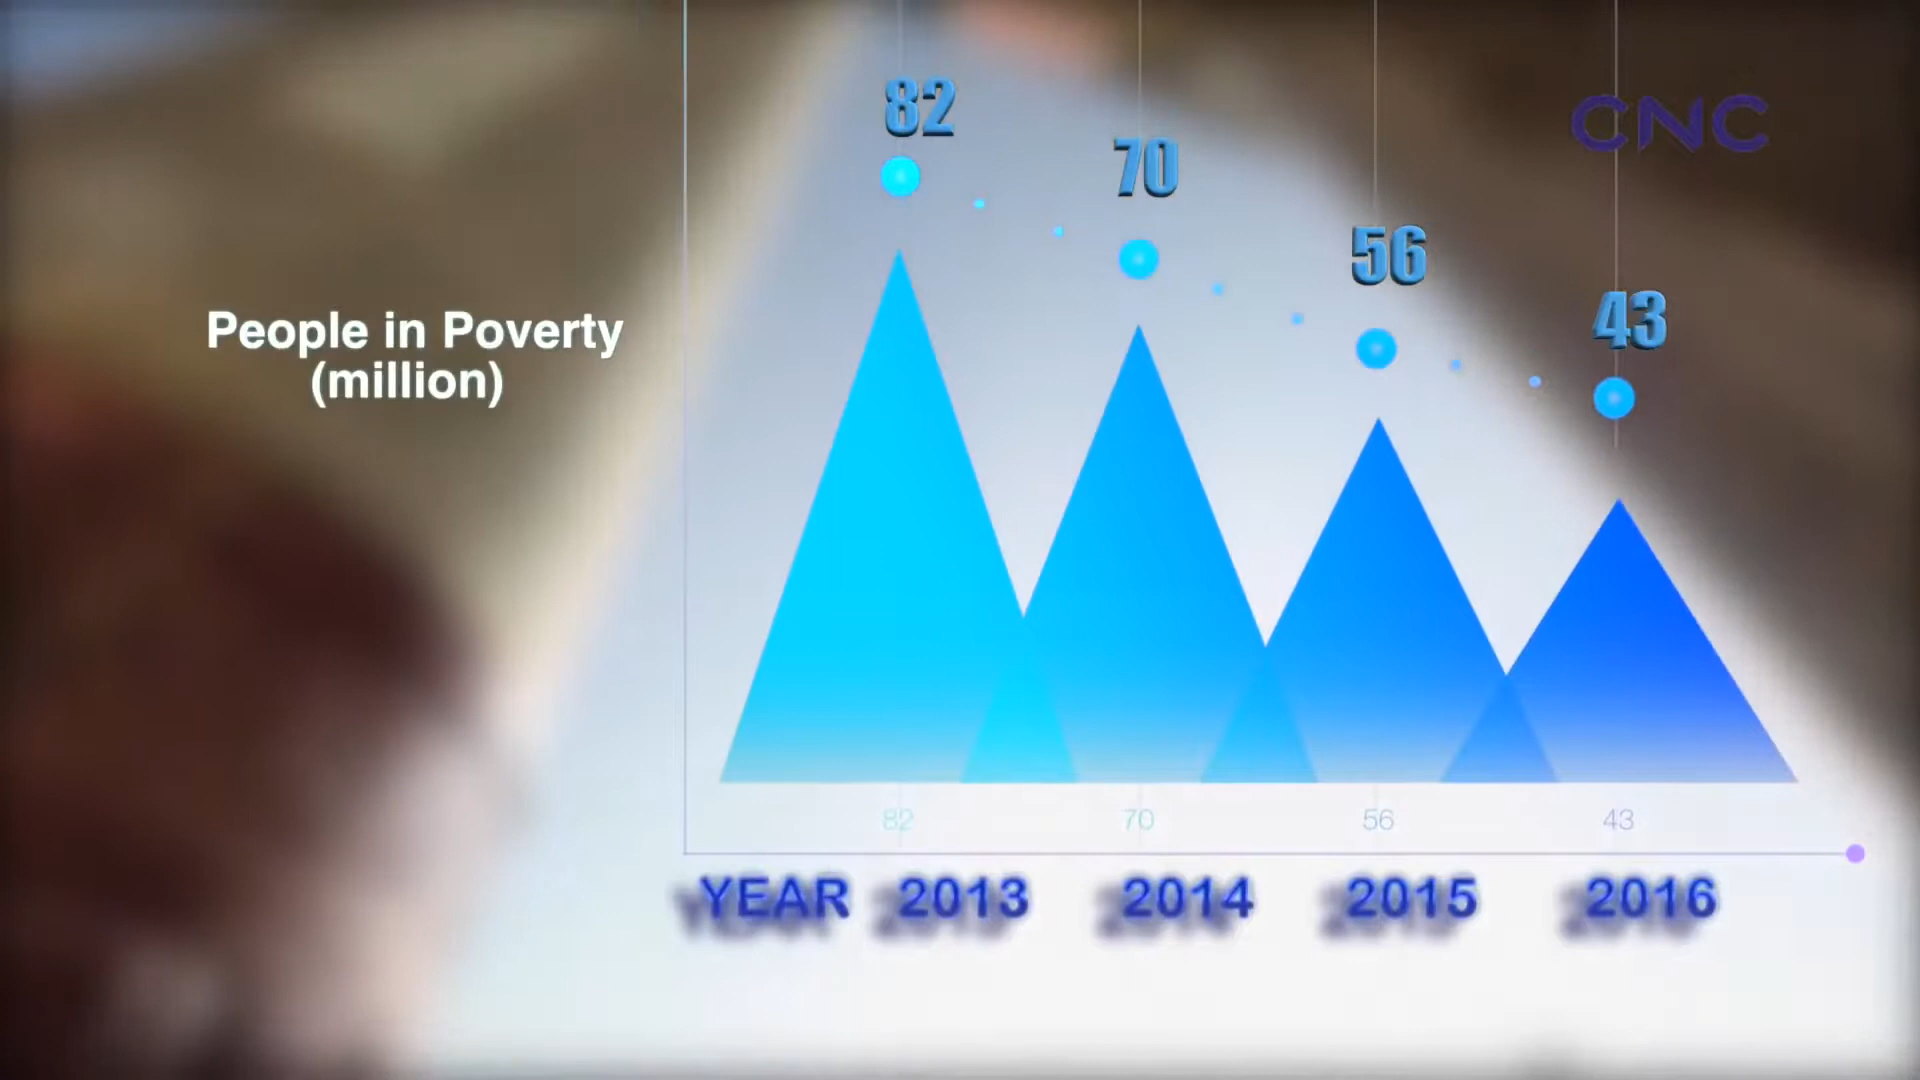 CNC
82
70
56
43
People in Poverty
(million)
82 70 56 43
YEAR 2013 2014 2015 2016